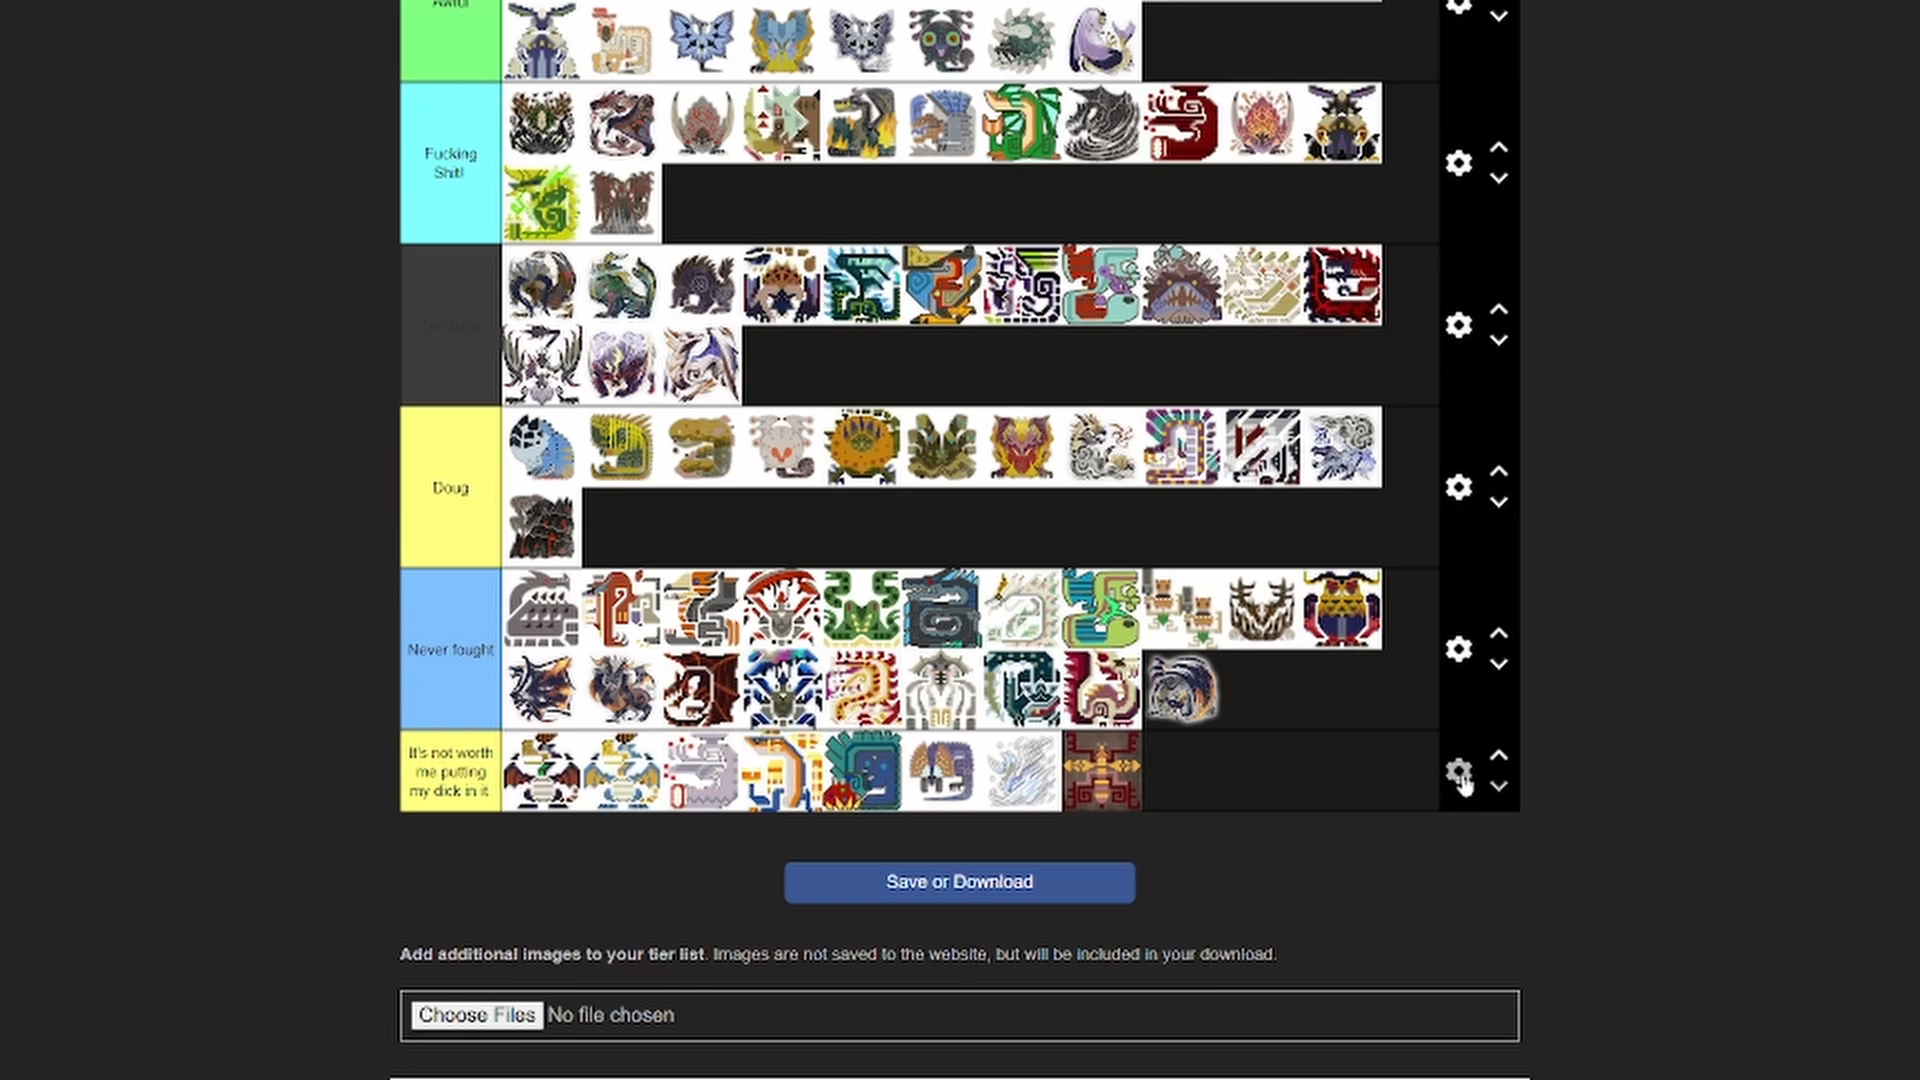 Awful
Fucking
Shit!
Doug
Never fought
It's not worth
me putting
my dick in it
Save or Download
Add additional images to your tier list. Images are not saved to the website, but will be included in your download.
Choose Files No file chosen